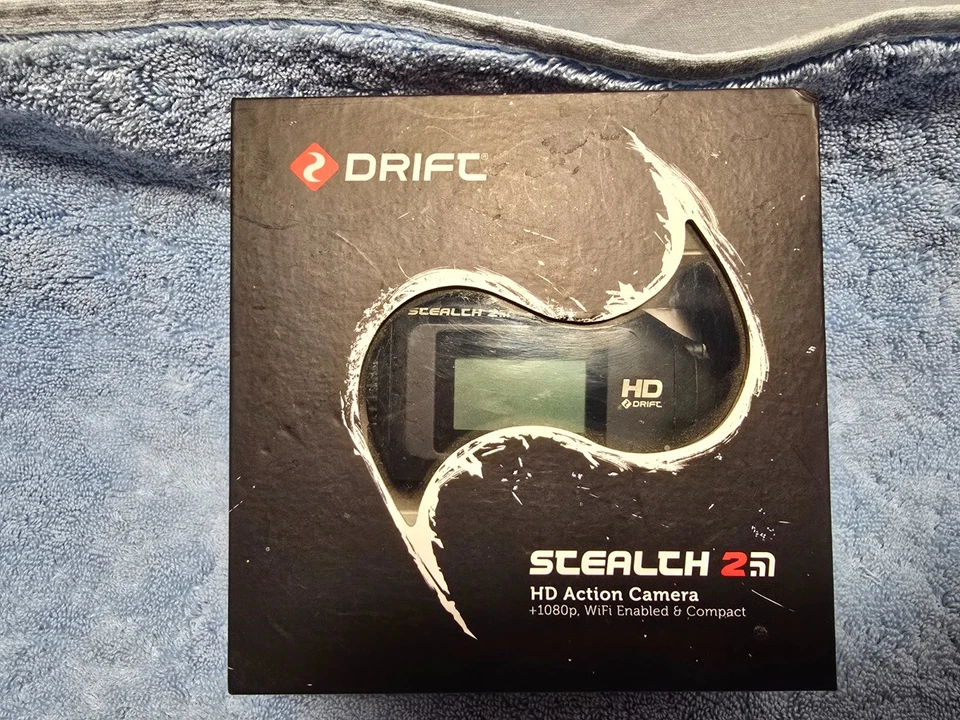 DRIFT®
STEALTH 2
HD
DRIFT
STEALTH 2
HD Action Camera
+1080p, WiFi Enabled & Compact